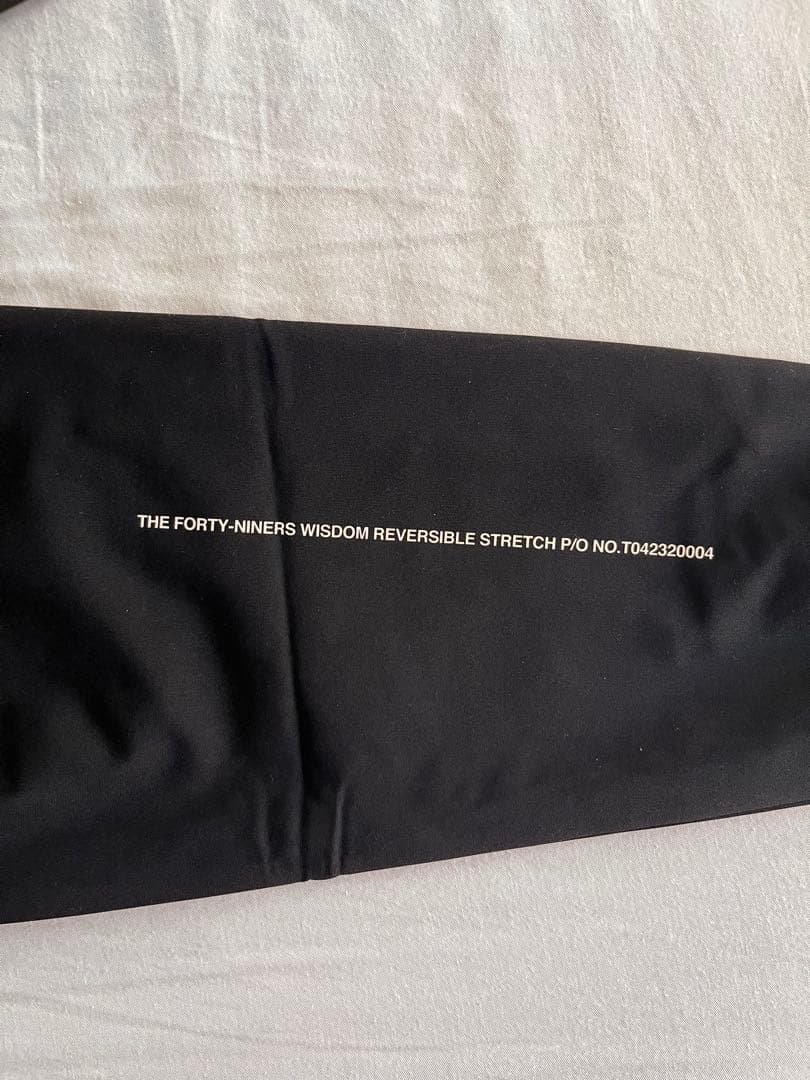 THE FORTY-NINERS WISDOM REVERSIBLE STRETCH P/O NO.T042320004